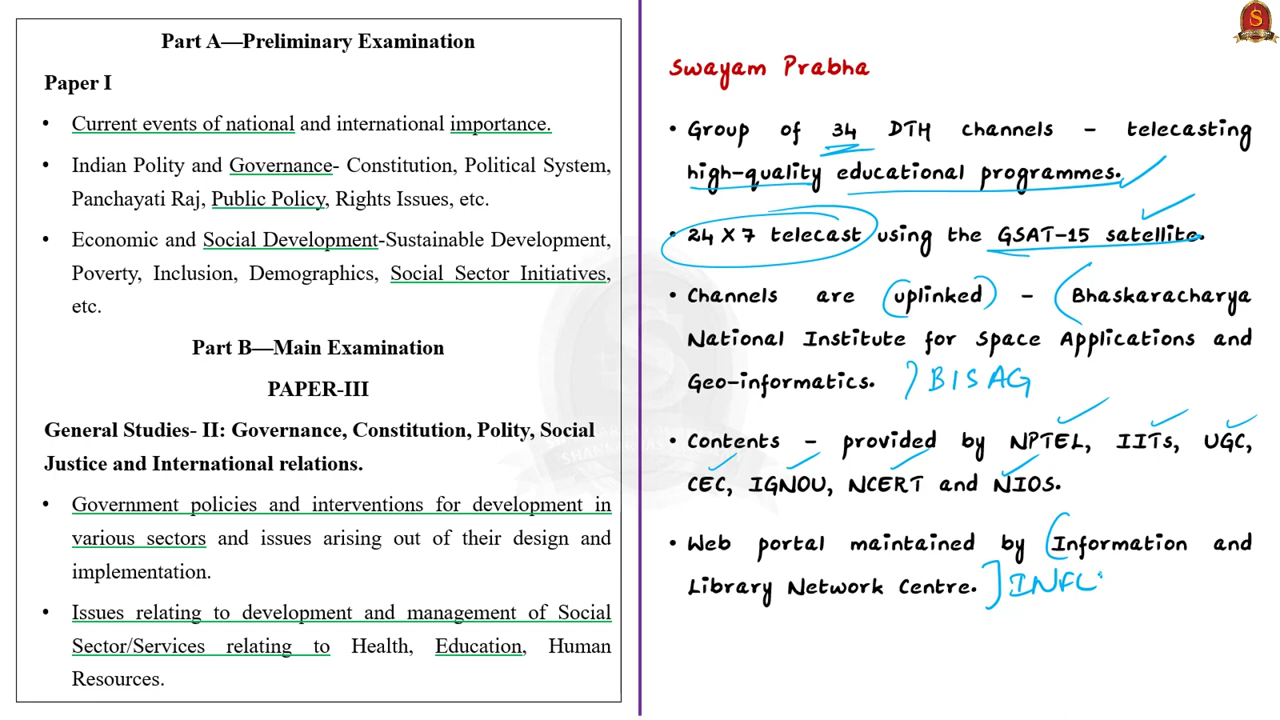 Part A—Preliminary Examination
Paper I
• Current events of national and international importance.
• Indian Polity and Governance- Constitution, Political System,
Panchayati Raj, Public Policy, Rights Issues, etc.
• Economic and Social Development-Sustainable Development,
Poverty, Inclusion, Demographics, Social Sector Initiatives,
etc.
Part B—Main Examination
PAPER-III
General Studies- II: Governance, Constitution, Polity, Social
Justice and International relations.
• Government policies and interventions for development in
various sectors and issues arising out of their design and
implementation.
• Issues relating to development and management of Social
Sector/Services relating to Health, Education, Human
Resources.
Swayam Prabha
• Group of 34 DTH channels - telecasting
high-quality educational programmes.
• 24 X 7 telecast using the GSAT-15 satellite.
• Channels are uplinked - (Bhaskaracharya
National Institute for Space Applications and
Geo-informatics. ) BISAG
• Contents - provided by NPTEL, IITs, UGC,
CEC, IGNOU, NCERT and NIOS.
• Web portal maintained by (Information and
Library Network Centre. ] INFL